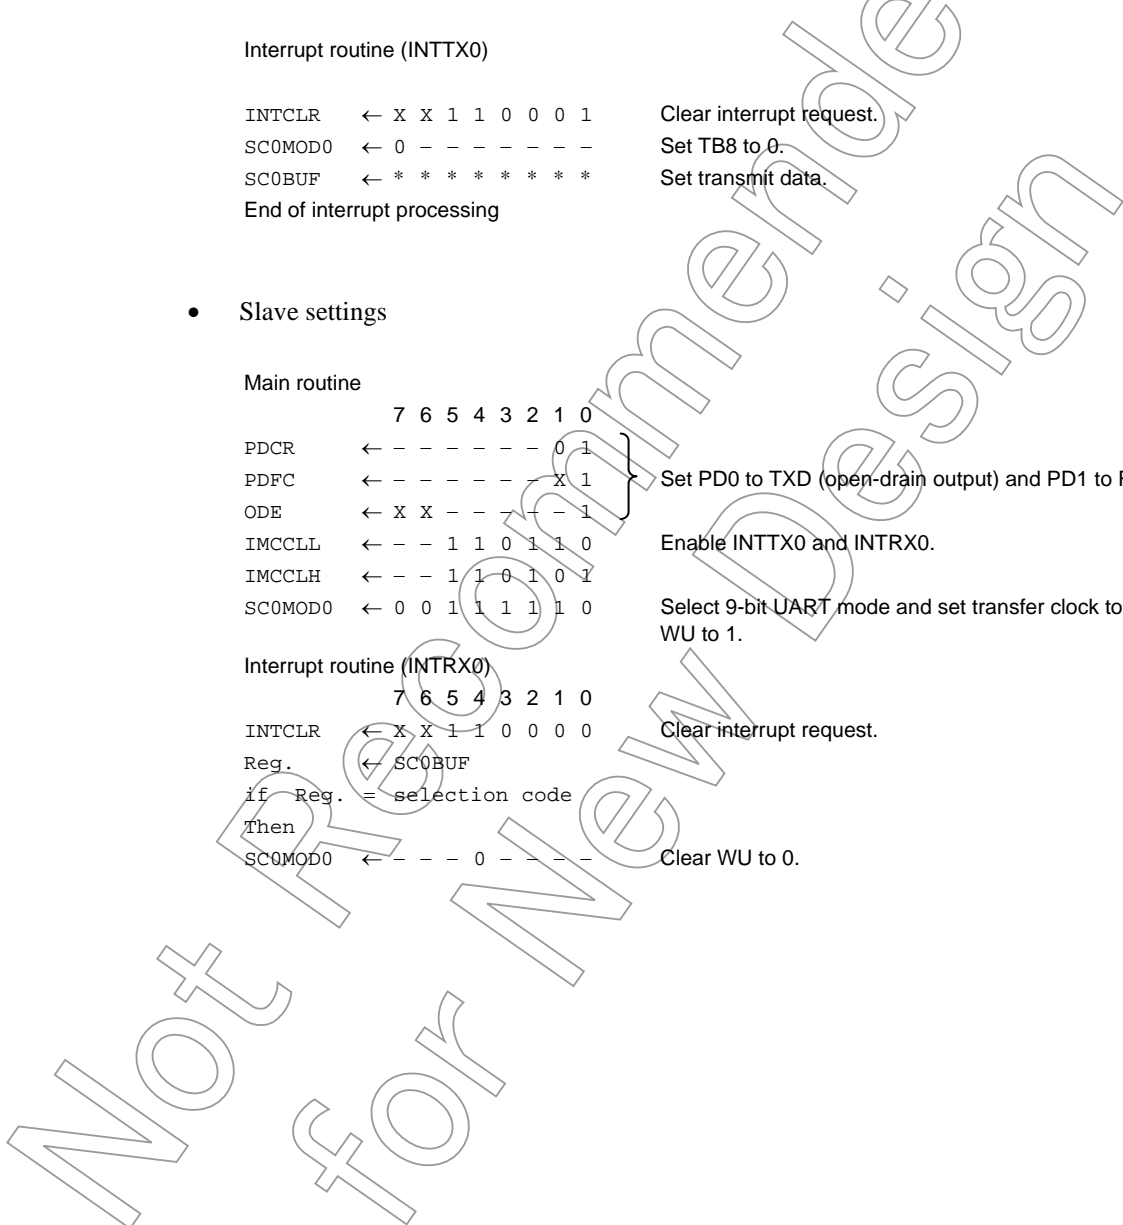 Interrupt routine (INTTX0)
INTCLR ← X X 1 1 0 0 0 1 Clear interrupt request.
SC0MOD0 ← 0 – – – – – – – Set TB8 to 0.
SC0BUF ← * * * * * * * * Set transmit data.
End of interrupt processing
• Slave settings
Main routine
7 6 5 4 3 2 1 0
PDCR ← – – – – – – 0 1
PDFC ← – – – – – – X 1 Set PD0 to TXD (open-drain output) and PD1 to
ODE ← X X – – – – – 1
IMCCLL ← – – 1 1 0 1 1 0 Enable INTTX0 and INTRX0.
IMCCLH ← – – 1 1 0 1 0 1
SC0MOD0 ← 0 0 1 1 1 1 1 0 Select 9-bit UART mode and set transfer clock to
WU to 1.
Interrupt routine (INTRX0)
7 6 5 4 3 2 1 0
INTCLR ← X X 1 1 0 0 0 0 Clear interrupt request.
Reg. ← SC0BUF
if Reg. = selection code
Then
SC0MOD0 ← – – – 0 – – – – Clear WU to 0.
Not Recommende
for New Design